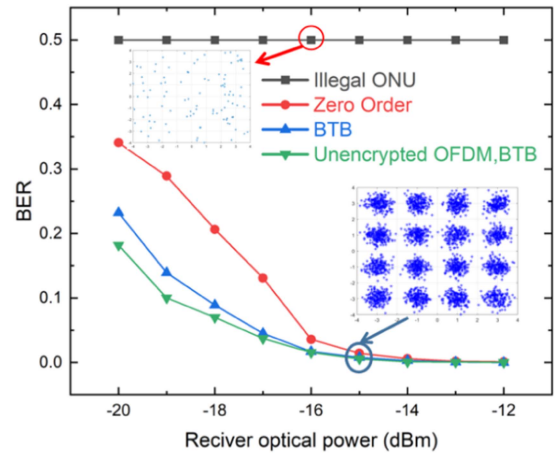 0.5
0.4
0.3
0.2
0.1
0.0
BER
Illegal ONU
Zero Order
BTB
Unencrypted OFDM,BTB
-20
-18
-16
-14
-12
Reciver optical power (dBm)